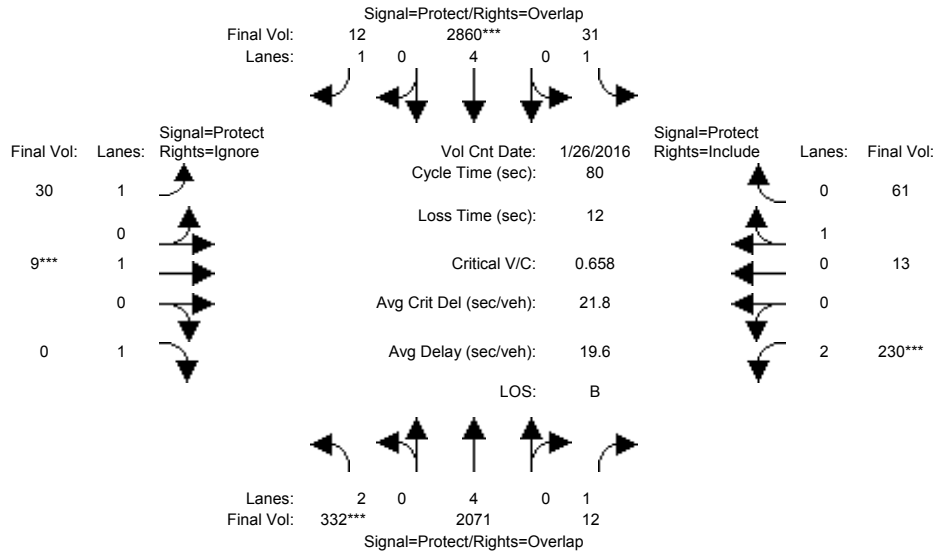 Signal=Protect/Rights=Overlap
Final Vol: 12 2860*** 31
Lanes: 1 0 4 0 1
Signal=Protect
Final Vol: Lanes: Rights=Ignore
Vol Cnt Date: 1/26/2016
Signal=Protect
Rights=Include Lanes: Final Vol:
Cycle Time (sec): 80
30 1
0 61
Loss Time (sec): 12
0
1
9*** 1
Critical V/C: 0.658
0 13
0
Avg Crit Del (sec/veh): 21.8
0
0 1
Avg Delay (sec/veh): 19.6
2 230***
LOS: B
Lanes: 2 0 4 0 1
Final Vol: 332*** 2071 12
Signal=Protect/Rights=Overlap